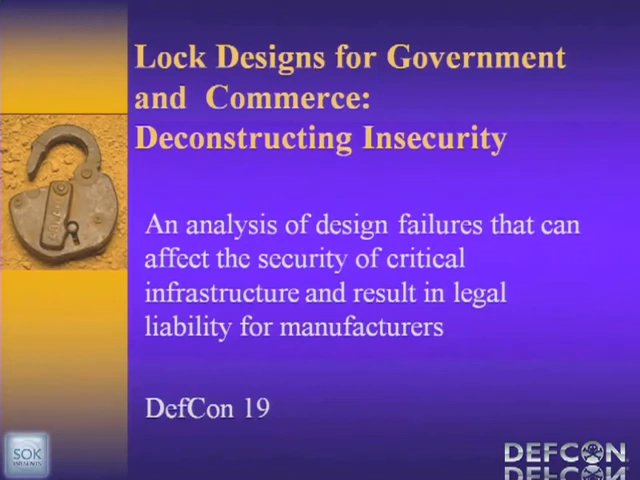 Lock Designs for Government
and Commerce:
Deconstructing Insecurity
An analysis of design failures that can
affect the security of critical
infrastructure and result in legal
liability for manufacturers
DefCon 19
SOK
DEFCON